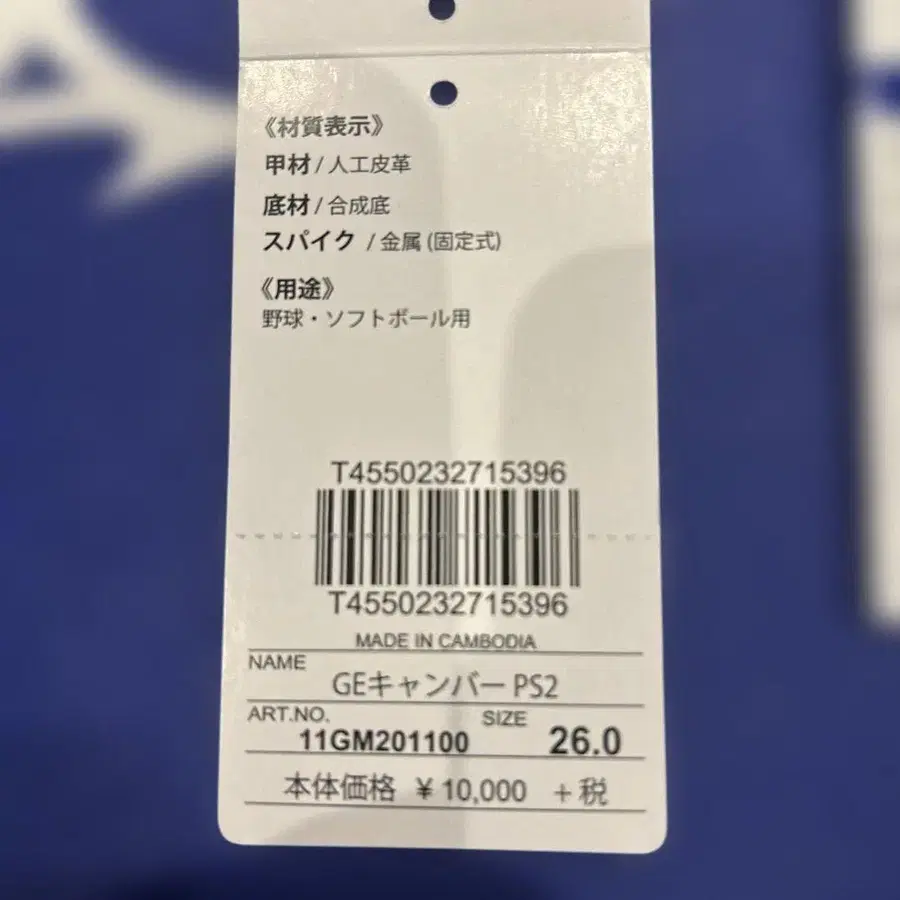 《材質表示》
甲材 / 人工皮革
底材 / 合成底
スパイク / 金属 (固定式)
《用途》
野球・ソフトボール用
T4550232715396
T4550232715396
MADE IN CAMBODIA
NAME
GEキャンバー PS2
ART.NO. SIZE
11GM201100 26.0
本体価格 ¥10,000 +税